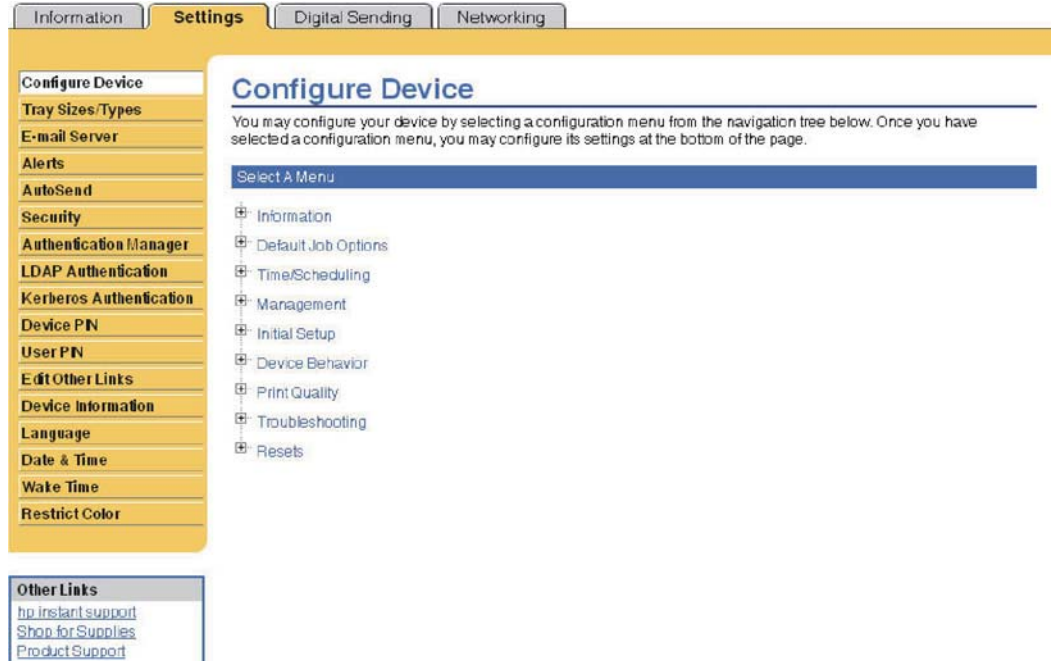 Information
Settings
Digital Sending
Networking
Configure Device
Tray Sizes/Types
E-mail Server
Alerts
AutoSend
Security
Authentication Manager
LDAP Authentication
Kerberos Authentication
Device PIN
User PIN
Edit Other Links
Device Information
Language
Date & Time
Wake Time
Restrict Color
Other Links
hp instant support
Shop for Supplies
Product Support
Configure Device
You may configure your device by selecting a configuration menu from the navigation tree below. Once you have
selected a configuration menu, you may configure its settings at the bottom of the page.
Select A Menu
Information
Default Job Options
Time/Scheduling
Management
Initial Setup
Device Behavior
Print Quality
Troubleshooting
Resets